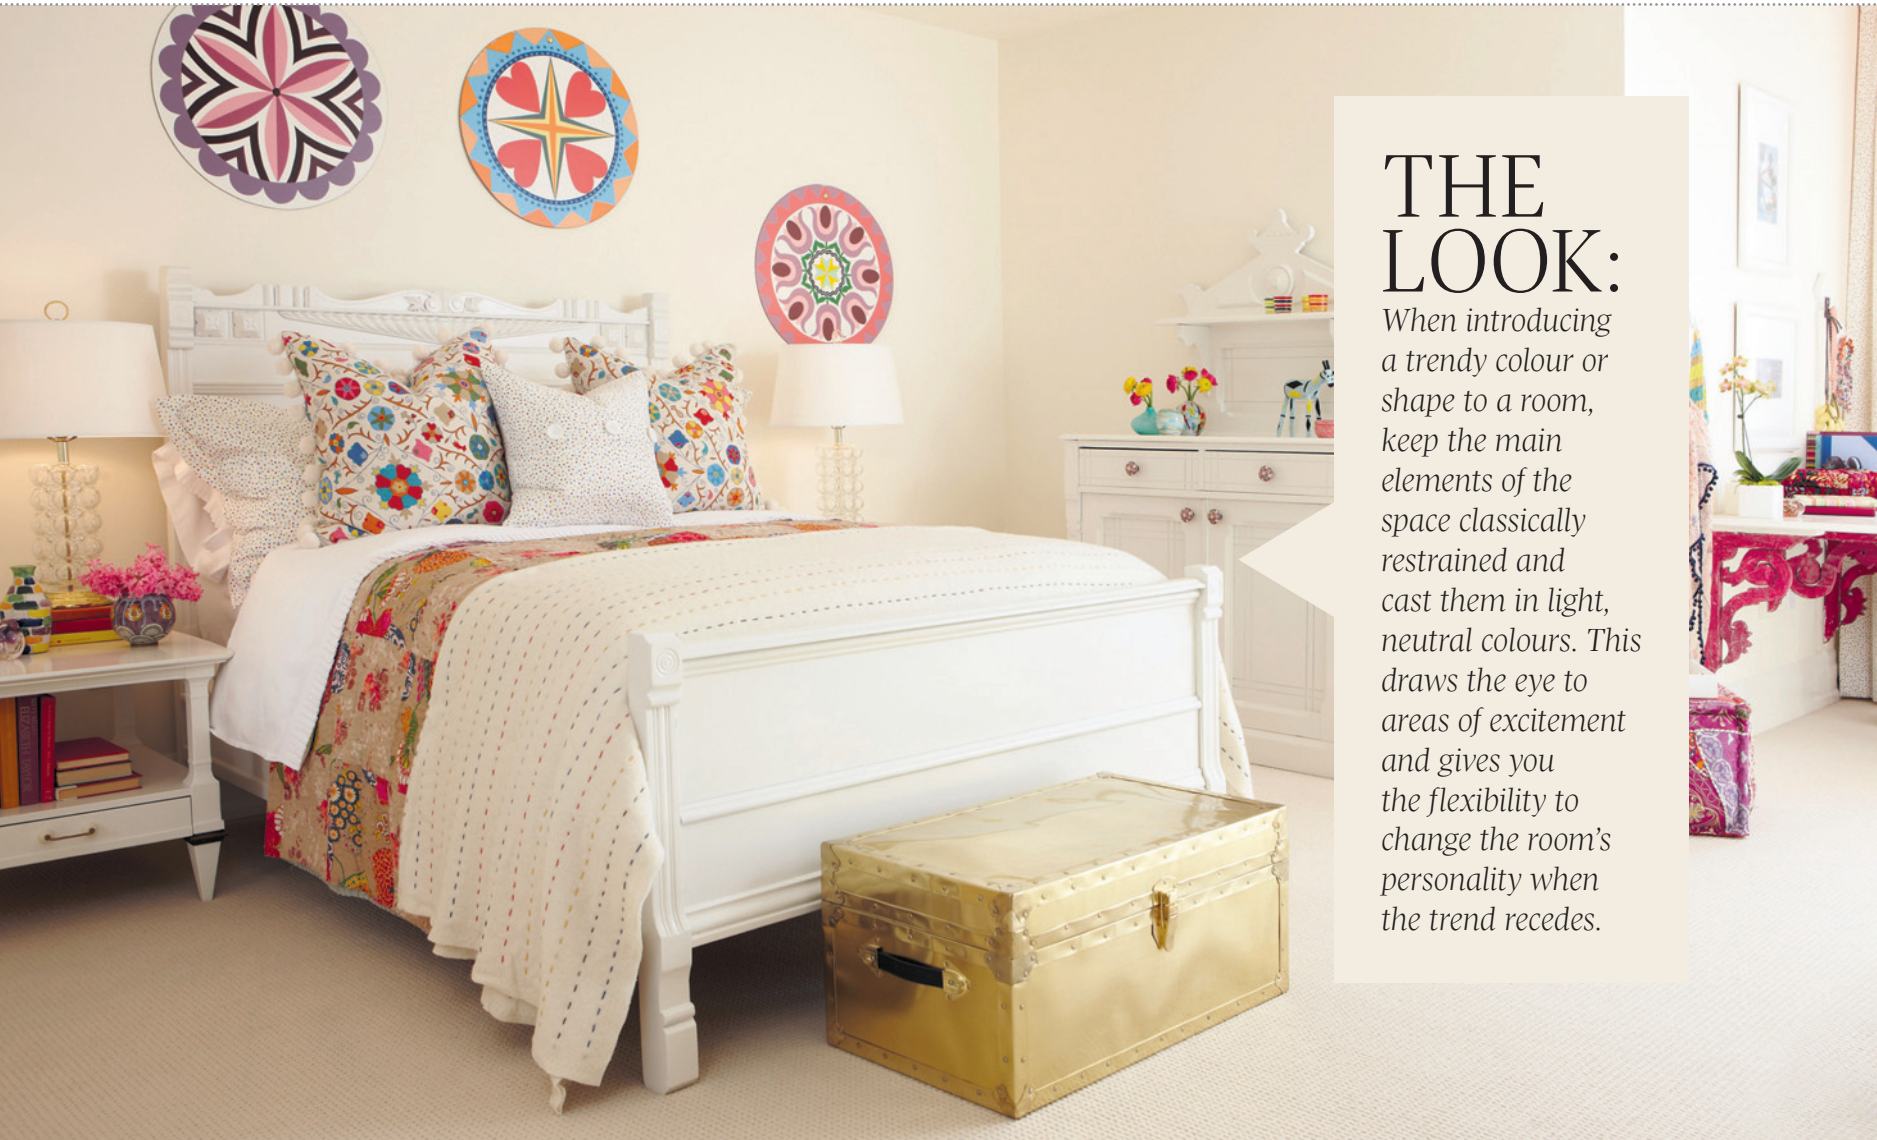 THE
LOOK:
When introducing
a trendy colour or
shape to a room,
keep the main
elements of the
space classically
restrained and
cast them in light,
neutral colours. This
draws the eye to
areas of excitement
and gives you
the flexibility to
change the room’s
personality when
the trend recedes.